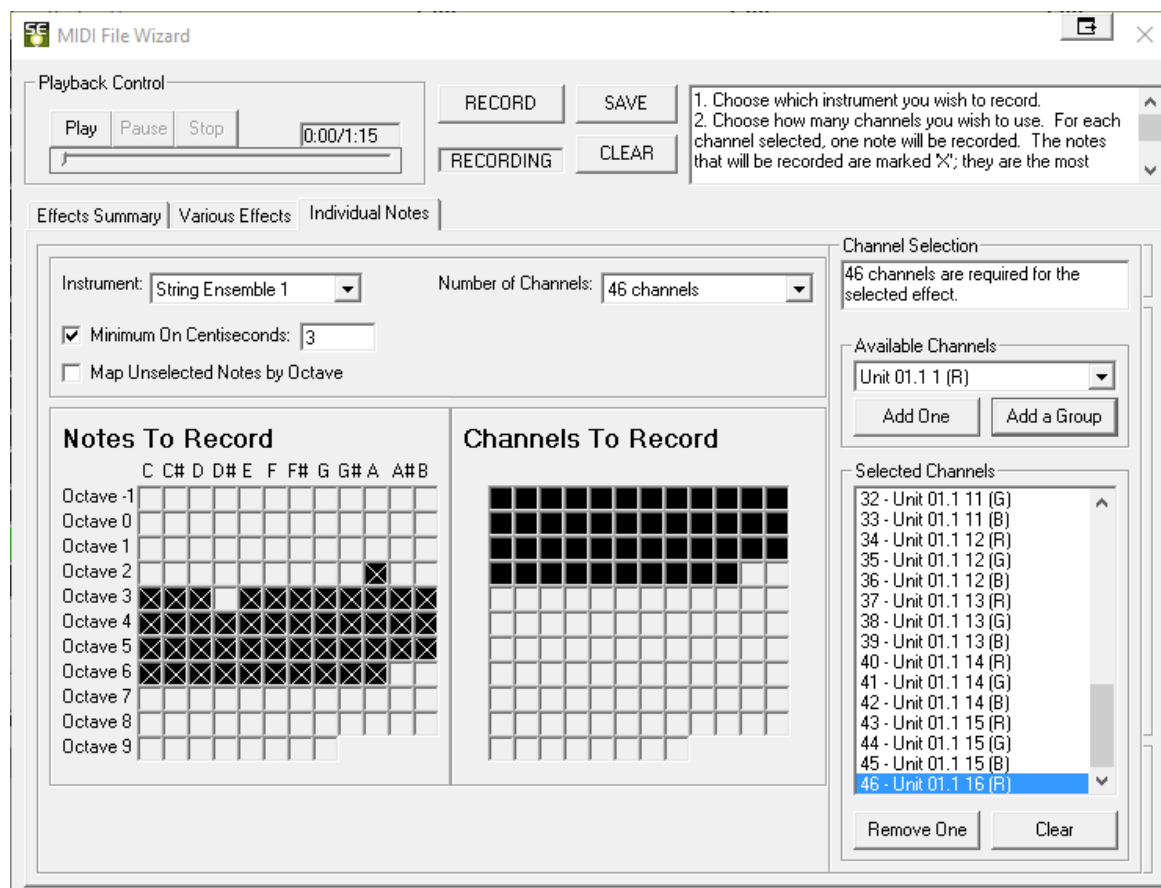 SE MIDI File Wizard
Playback Control
Play Pause Stop 0:00/1:15
RECORD SAVE
RECORDING CLEAR
1. Choose which instrument you wish to record.
2. Choose how many channels you wish to use. For each
channel selected, one note will be recorded. The notes
that will be recorded are marked 'X'; they are the most
Effects Summary Various Effects Individual Notes
Instrument: String Ensemble 1 Number of Channels: 46 channels
Minimum On Centiseconds: 3
Map Unselected Notes by Octave
Notes To Record
C C# D D# E F F# G G# A A# B
Octave -1
Octave 0
Octave 1
Octave 2
Octave 3
Octave 4
Octave 5
Octave 6
Octave 7
Octave 8
Octave 9
Channels To Record
Channel Selection
46 channels are required for the
selected effect.
Available Channels
Unit 01.1 1 (R)
Add One Add a Group
Selected Channels
32 - Unit 01.1 11 (G)
33 - Unit 01.1 11 (B)
34 - Unit 01.1 12 (R)
35 - Unit 01.1 12 (G)
36 - Unit 01.1 12 (B)
37 - Unit 01.1 13 (R)
38 - Unit 01.1 13 (G)
39 - Unit 01.1 13 (B)
40 - Unit 01.1 14 (R)
41 - Unit 01.1 14 (G)
42 - Unit 01.1 14 (B)
43 - Unit 01.1 15 (R)
44 - Unit 01.1 15 (G)
45 - Unit 01.1 15 (B)
46 - Unit 01.1 16 (R)
Remove One Clear